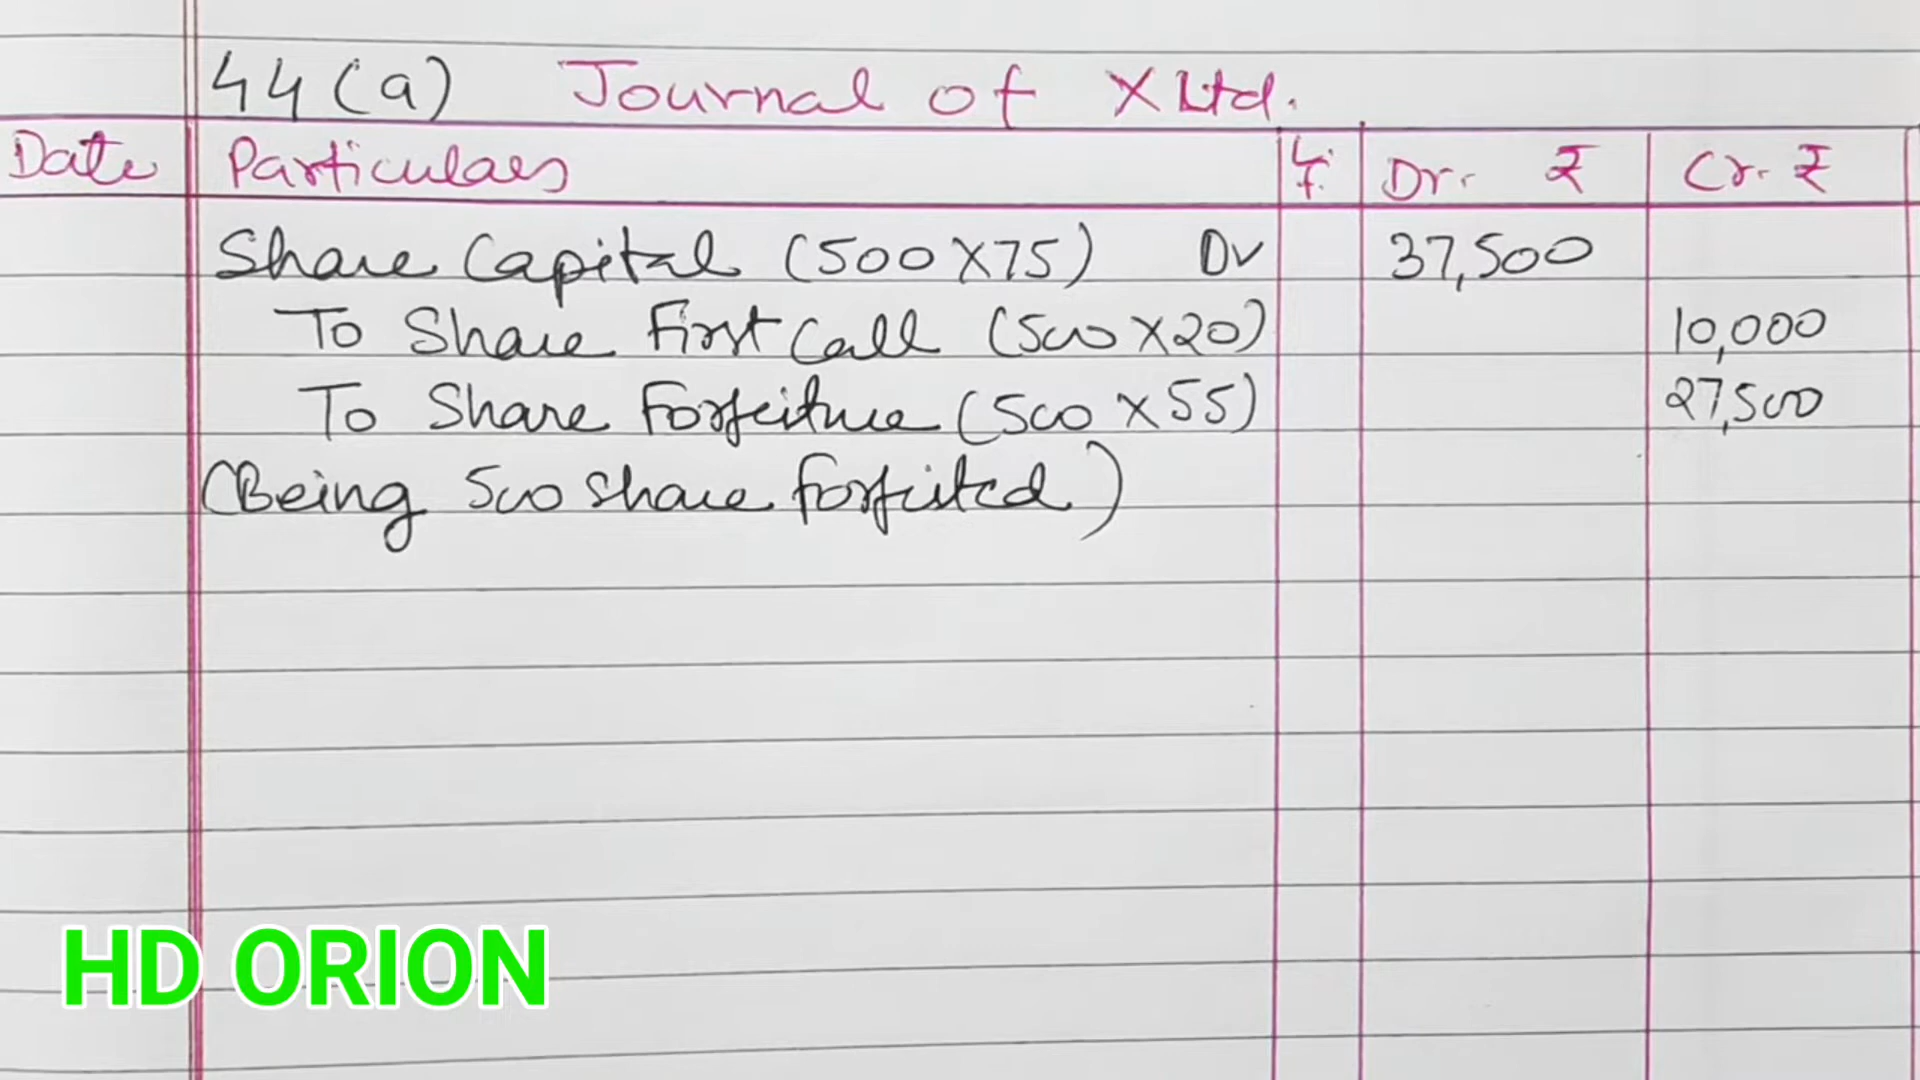 44(a) Journal of X Ltd.
Date Particulars L.F. Dr. ₹ Cr. ₹
Share Capital (500×75) Dr 37,500
To Share First Call (500×20) 10,000
To Share Forfeiture (500×55) 27,500
(Being 500 share forfeited)
HD ORION